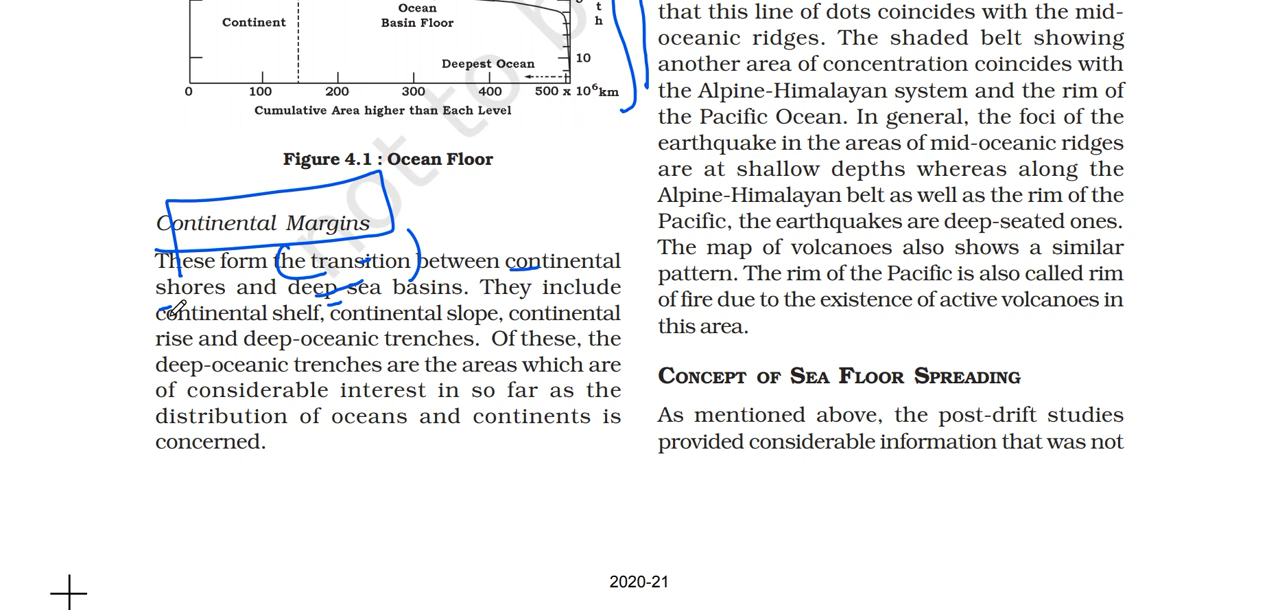 Continent
Ocean
Basin Floor
t
h
10
Deepest Ocean
0 100 200 300 400 500 x 10⁶km
Cumulative Area higher than Each Level
Figure 4.1 : Ocean Floor
Continental Margins
These form the transition between continental
shores and deep sea basins. They include
continental shelf, continental slope, continental
rise and deep-oceanic trenches. Of these, the
deep-oceanic trenches are the areas which are
of considerable interest in so far as the
distribution of oceans and continents is
concerned.
that this line of dots coincides with the mid-
oceanic ridges. The shaded belt showing
another area of concentration coincides with
the Alpine-Himalayan system and the rim of
the Pacific Ocean. In general, the foci of the
earthquake in the areas of mid-oceanic ridges
are at shallow depths whereas along the
Alpine-Himalayan belt as well as the rim of the
Pacific, the earthquakes are deep-seated ones.
The map of volcanoes also shows a similar
pattern. The rim of the Pacific is also called rim
of fire due to the existence of active volcanoes in
this area.
CONCEPT OF SEA FLOOR SPREADING
As mentioned above, the post-drift studies
provided considerable information that was not
2020-21
not to b